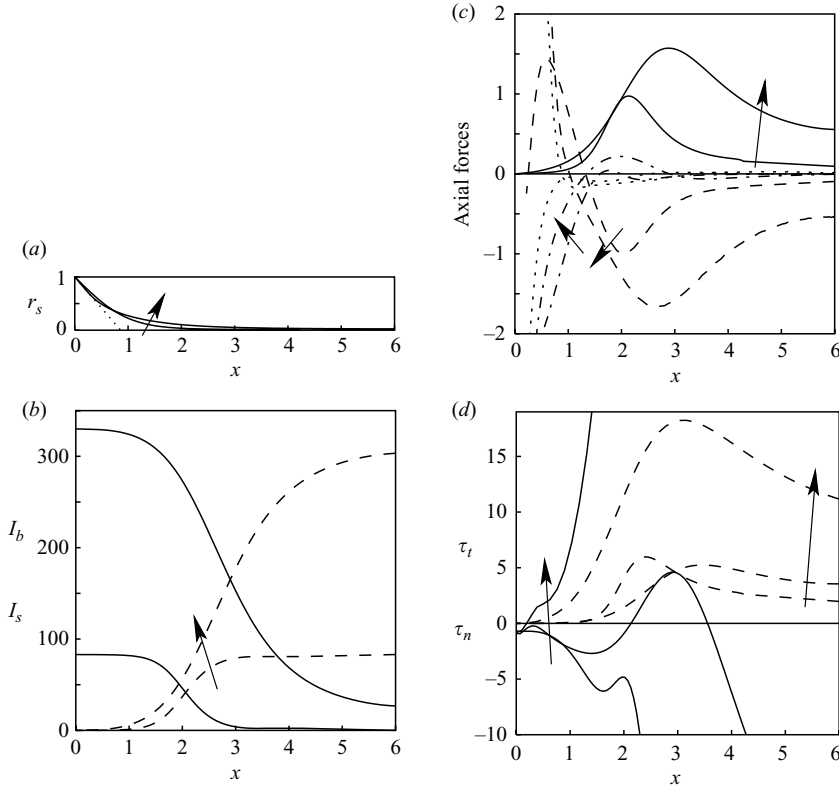 (a)
1
r_s
0
0 1 2 3 4 5 6
x
(b)
300
I_b
200
I_s
100
0
0 1 2 3 4 5 6
x
(c)
2
1
Axial forces
0
–1
–2
0 1 2 3 4 5 6
x
(d)
15
10
τ_t
5
0
τ_n
–5
–10
0 1 2 3 4 5 6
x